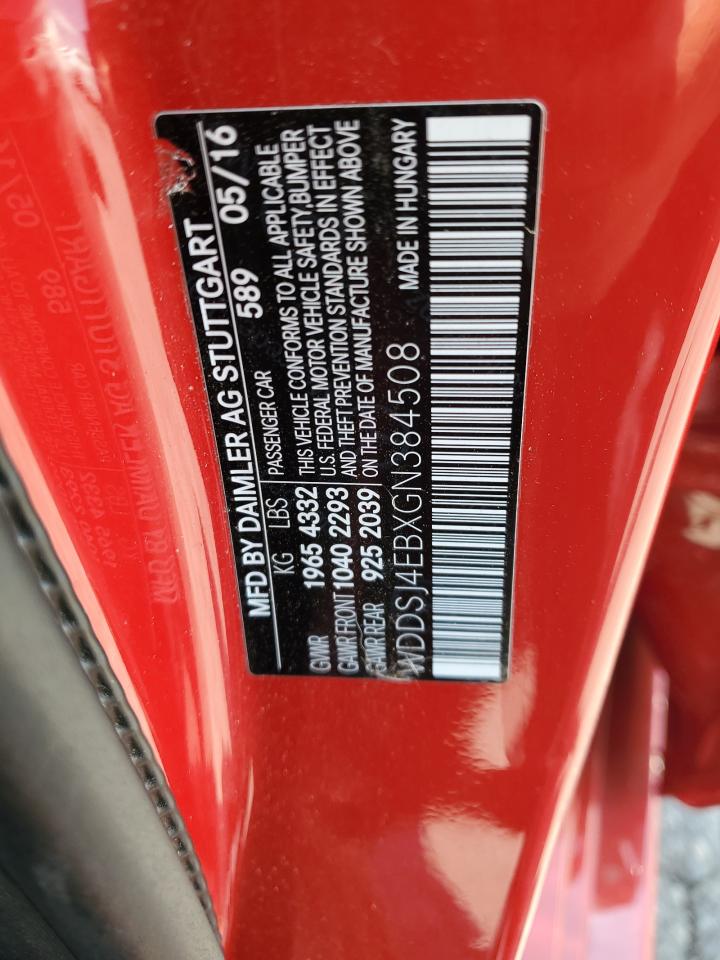 MFD BY DAIMLER AG STUTTGART
KG LBS 589 05/16
PASSENGER CAR
GVWR 1965 4332 THIS VEHICLE CONFORMS TO ALL APPLICABLE
U.S. FEDERAL MOTOR VEHICLE SAFETY, BUMPER
GAWR FRONT 1040 2293 AND THEFT PREVENTION STANDARDS IN EFFECT
GAWR REAR 925 2039 ON THE DATE OF MANUFACTURE SHOWN ABOVE
WDDSJ4EBXGN384508 MADE IN HUNGARY